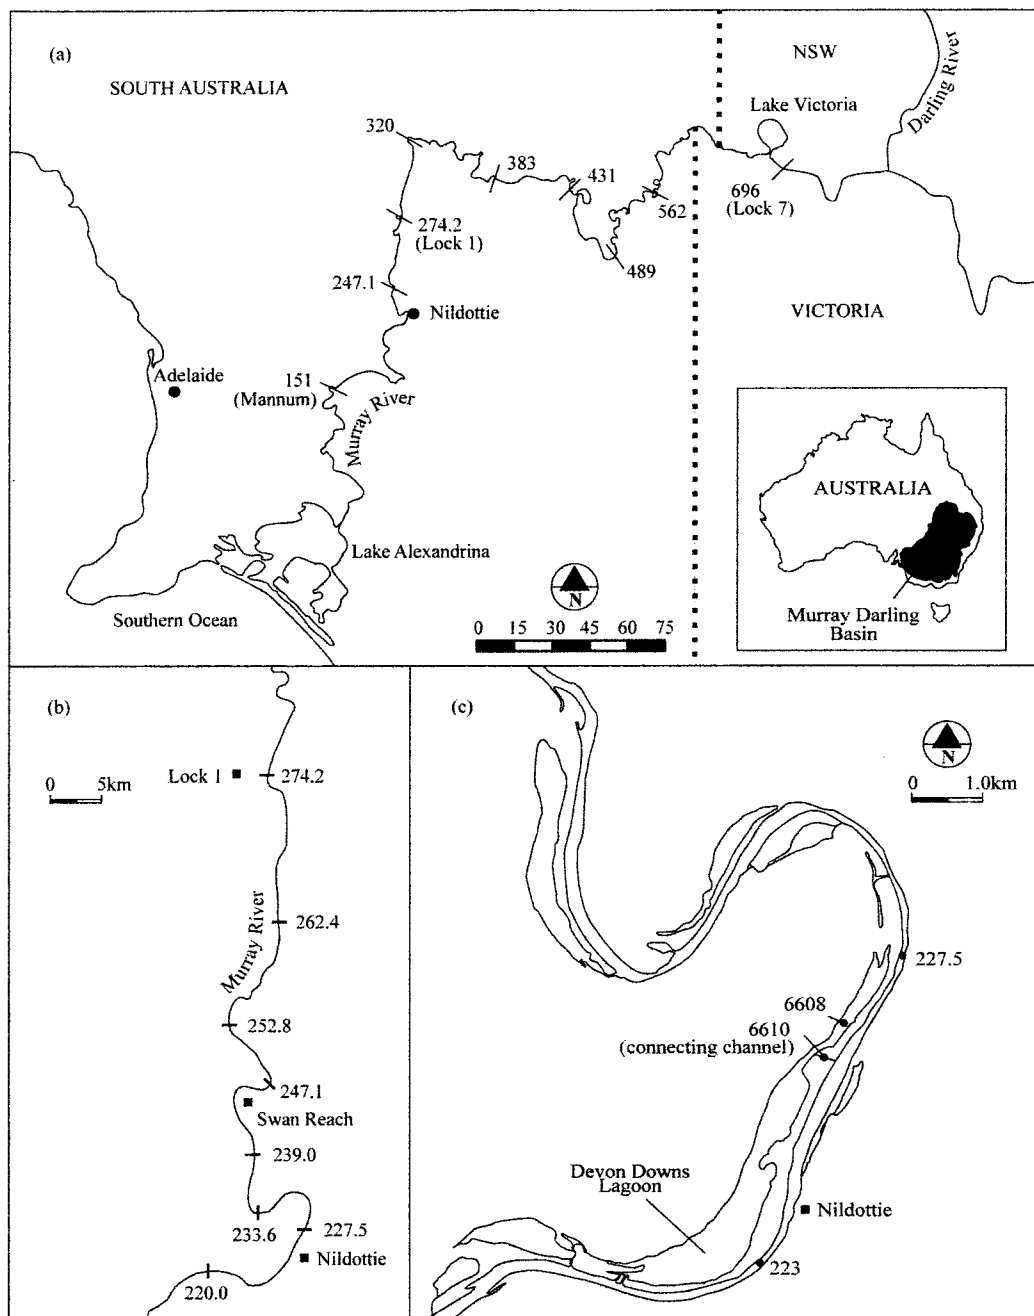 (a)
NSW
Darling River
SOUTH AUSTRALIA
Lake Victoria
320
383
431
562
696
(Lock 7)
274.2
(Lock 1)
489
247.1
Nildottie
VICTORIA
Adelaide
151
(Mannum)
Murray River
AUSTRALIA
Lake Alexandrina
N
Southern Ocean
0 15 30 45 60 75
Murray Darling
Basin
(b)
Lock 1
274.2
0 5km
Murray River
262.4
252.8
247.1
Swan Reach
239.0
233.6
227.5
Nildottie
220.0
(c)
N
0 1.0km
227.5
6608
6610
(connecting channel)
Devon Downs
Lagoon
Nildottie
223